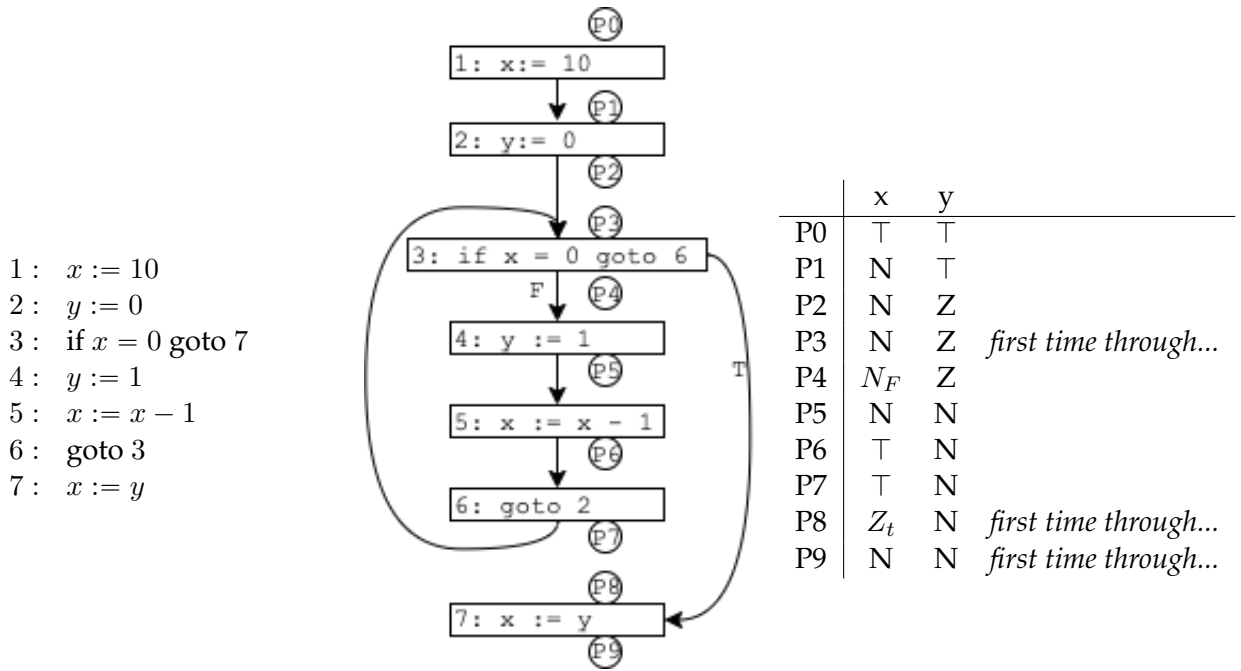 1 : x := 10
2 : y := 0
3 : if x = 0 goto 7
4 : y := 1
5 : x := x − 1
6 : goto 3
7 : x := y
P0
1: x:= 10
P1
2: y:= 0
P2
P3
3: if x = 0 goto 6
F P4
4: y := 1
P5
T
5: x := x - 1
P6
6: goto 2
P7
P8
7: x := y
P9
x y
P0 ⊤ ⊤
P1 N ⊤
P2 N Z
P3 N Z first time through...
P4 N_F Z
P5 N N
P6 ⊤ N
P7 ⊤ N
P8 Z_t N first time through...
P9 N N first time through...